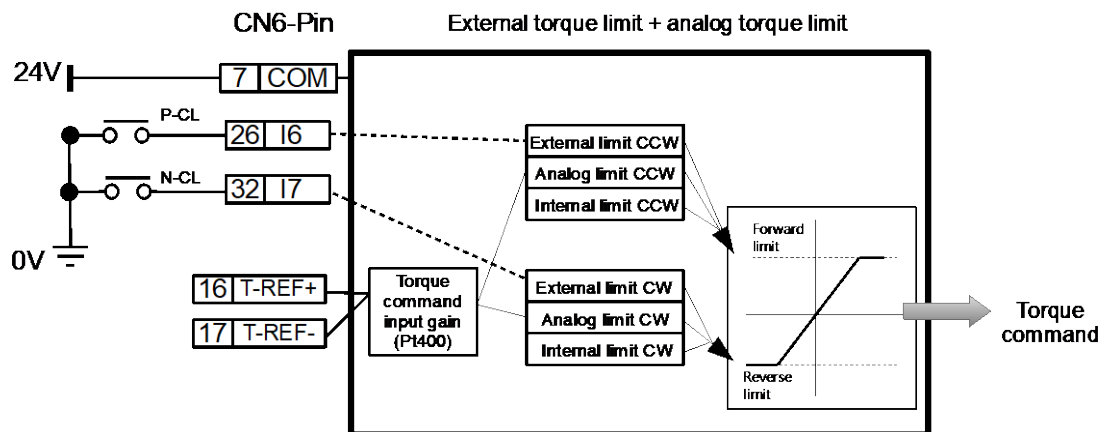 CN6-Pin
External torque limit + analog torque limit
24V
7 COM
P-CL
26 I6
N-CL
32 I7
0V
16 T-REF+
17 T-REF-
Torque
command
input gain
(Pt400)
External limit CCW
Analog limit CCW
Internal limit CCW
External limit CW
Analog limit CW
Internal limit CW
Forward
limit
Reverse
limit
Torque
command